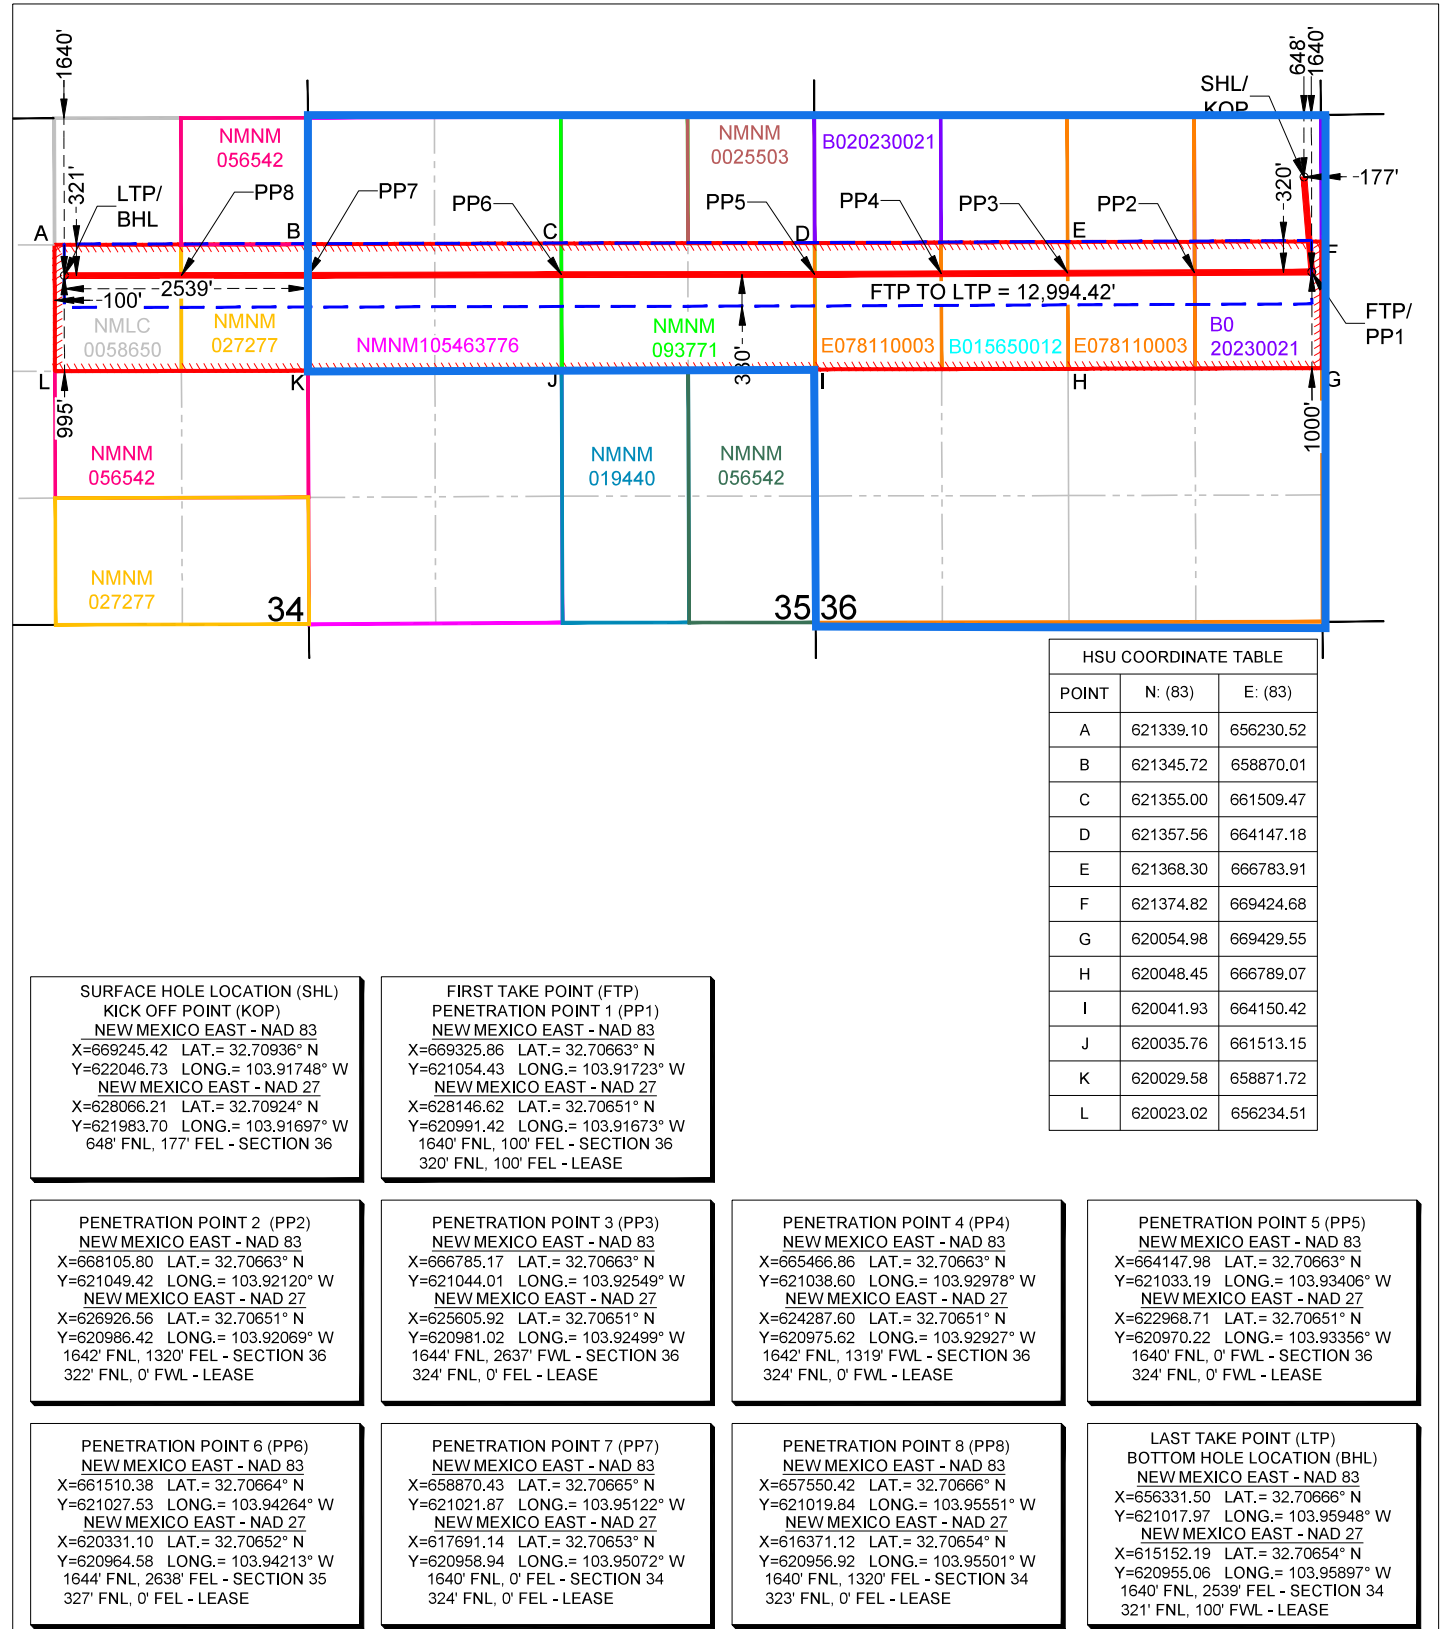 1640'
648'
1640'
SHL/
KOP
NMNM
056542
NMNM
0025503
B020230021
321'
LTP/
BHL
PP8
PP7
PP6
PP5
PP4
PP3
PP2
320'
177'
A
B
C
D
E
F
2539'
100'
FTP TO LTP = 12,994.42'
NMLC
0058650
NMNM
027277
NMNM105463776
NMNM
093771
330'
E078110003
B015650012
E078110003
B0
20230021
FTP/
PP1
L
K
J
I
H
G
995'
1000'
NMNM
056542
NMNM
019440
NMNM
056542
NMNM
027277
34
35
36
HSU COORDINATE TABLE
POINT N: (83) E: (83)
A 621339.10 656230.52
B 621345.72 658870.01
C 621355.00 661509.47
D 621357.56 664147.18
E 621368.30 666783.91
F 621374.82 669424.68
G 620054.98 669429.55
H 620048.45 666789.07
I 620041.93 664150.42
J 620035.76 661513.15
K 620029.58 658871.72
L 620023.02 656234.51
SURFACE HOLE LOCATION (SHL)
KICK OFF POINT (KOP)
NEW MEXICO EAST - NAD 83
X=669245.42 LAT.= 32.70936° N
Y=622046.73 LONG.= 103.91748° W
NEW MEXICO EAST - NAD 27
X=628066.21 LAT.= 32.70924° N
Y=621983.70 LONG.= 103.91697° W
648' FNL, 177' FEL - SECTION 36
FIRST TAKE POINT (FTP)
PENETRATION POINT 1 (PP1)
NEW MEXICO EAST - NAD 83
X=669325.86 LAT.= 32.70663° N
Y=621054.43 LONG.= 103.91723° W
NEW MEXICO EAST - NAD 27
X=628146.62 LAT.= 32.70651° N
Y=620991.42 LONG.= 103.91673° W
1640' FNL, 100' FEL - SECTION 36
320' FNL, 100' FEL - LEASE
PENETRATION POINT 2 (PP2)
NEW MEXICO EAST - NAD 83
X=668105.80 LAT.= 32.70663° N
Y=621049.42 LONG.= 103.92120° W
NEW MEXICO EAST - NAD 27
X=626926.56 LAT.= 32.70651° N
Y=620986.42 LONG.= 103.92069° W
1642' FNL, 1320' FEL - SECTION 36
322' FNL, 0' FWL - LEASE
PENETRATION POINT 3 (PP3)
NEW MEXICO EAST - NAD 83
X=666785.17 LAT.= 32.70663° N
Y=621044.01 LONG.= 103.92549° W
NEW MEXICO EAST - NAD 27
X=625605.92 LAT.= 32.70651° N
Y=620981.02 LONG.= 103.92499° W
1644' FNL, 2637' FWL - SECTION 36
324' FNL, 0' FEL - LEASE
PENETRATION POINT 4 (PP4)
NEW MEXICO EAST - NAD 83
X=665466.86 LAT.= 32.70663° N
Y=621038.60 LONG.= 103.92978° W
NEW MEXICO EAST - NAD 27
X=624287.60 LAT.= 32.70651° N
Y=620975.62 LONG.= 103.92927° W
1642' FNL, 1319' FWL - SECTION 36
324' FNL, 0' FEL - LEASE
PENETRATION POINT 5 (PP5)
NEW MEXICO EAST - NAD 83
X=664147.98 LAT.= 32.70663° N
Y=621033.19 LONG.= 103.93406° W
NEW MEXICO EAST - NAD 27
X=622968.71 LAT.= 32.70651° N
Y=620970.22 LONG.= 103.93356° W
1640' FNL, 0' FWL - SECTION 36
324' FNL, 0' FWL - LEASE
PENETRATION POINT 6 (PP6)
NEW MEXICO EAST - NAD 83
X=661510.38 LAT.= 32.70664° N
Y=621027.53 LONG.= 103.94264° W
NEW MEXICO EAST - NAD 27
X=620331.10 LAT.= 32.70652° N
Y=620964.58 LONG.= 103.94213° W
1644' FNL, 2638' FEL - SECTION 35
327' FNL, 0' FEL - LEASE
PENETRATION POINT 7 (PP7)
NEW MEXICO EAST - NAD 83
X=658870.43 LAT.= 32.70665° N
Y=621021.87 LONG.= 103.95122° W
NEW MEXICO EAST - NAD 27
X=617691.14 LAT.= 32.70653° N
Y=620958.94 LONG.= 103.95072° W
1640' FNL, 0' FEL - SECTION 34
324' FNL, 0' FEL - LEASE
PENETRATION POINT 8 (PP8)
NEW MEXICO EAST - NAD 83
X=657550.42 LAT.= 32.70666° N
Y=621019.84 LONG.= 103.95551° W
NEW MEXICO EAST - NAD 27
X=616371.12 LAT.= 32.70654° N
Y=620956.92 LONG.= 103.95501° W
1640' FNL, 1320' FEL - SECTION 34
323' FNL, 0' FEL - LEASE
LAST TAKE POINT (LTP)
BOTTOM HOLE LOCATION (BHL)
NEW MEXICO EAST - NAD 83
X=656331.50 LAT.= 32.70666° N
Y=621017.97 LONG.= 103.95948° W
NEW MEXICO EAST - NAD 27
X=615152.19 LAT.= 32.70654° N
Y=620955.06 LONG.= 103.95897° W
1640' FNL, 2539' FEL - SECTION 34
321' FNL, 100' FWL - LEASE